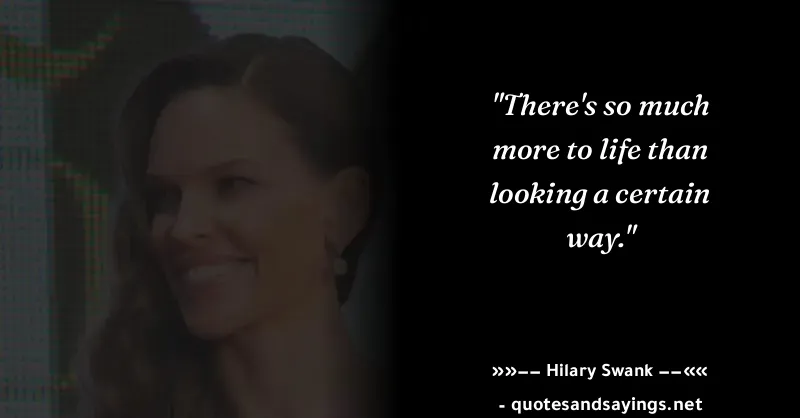 "There's so much
more to life than
looking a certain
way."
»»—— Hilary Swank ——««
- quotesandsayings.net